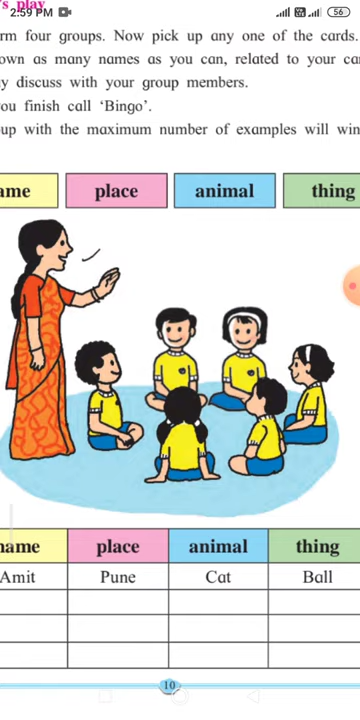 's play
2:59 PM
56
rm four groups. Now pick up any one of the cards.
own as many names as you can, related to your ca
y discuss with your group members.
ou finish call ‘Bingo’.
up with the maximum number of examples will win
ame place animal thing
name place animal thing
Amit Pune Cat Ball
10